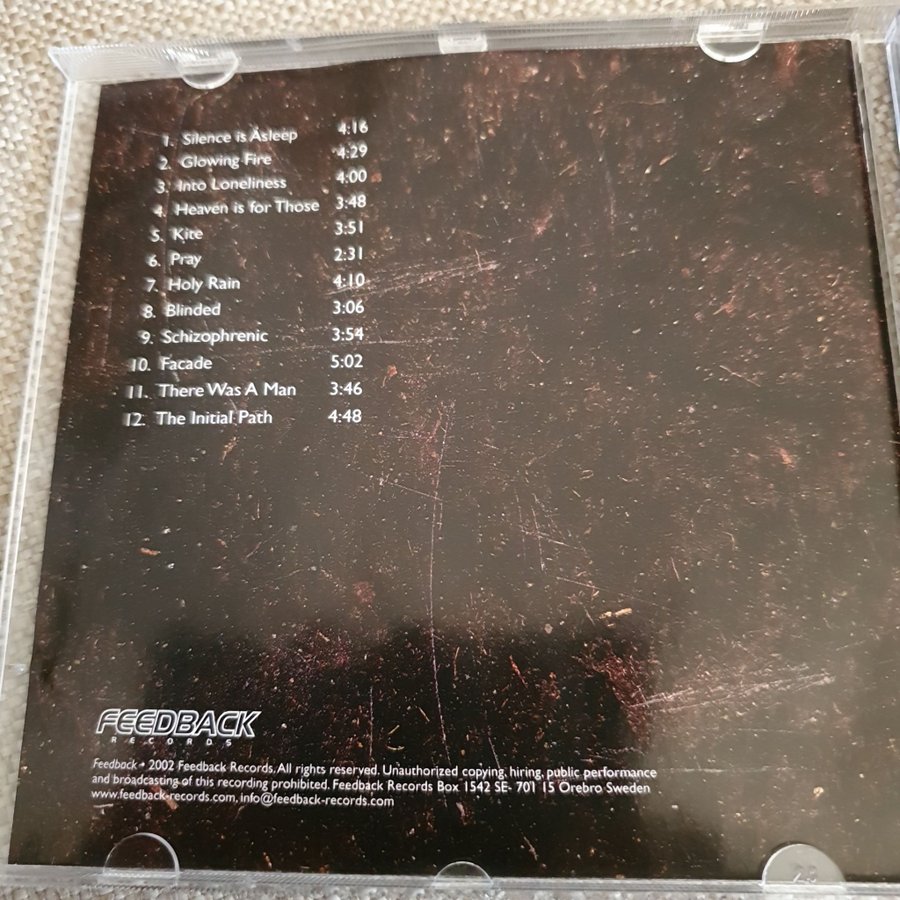 1. Silence is Asleep 4:16
2. Glowing Fire 4:29
3. Into Loneliness 4:00
4. Heaven is for Those 3:48
5. Kite 3:51
6. Pray 2:31
7. Holy Rain 4:10
8. Blinded 3:06
9. Schizophrenic 3:54
10. Facade 5:02
11. There Was A Man 3:46
12. The Initial Path 4:48
FEEDBACK
RECORDS
Feedback • 2002 Feedback Records. All rights reserved. Unauthorized copying, hiring, public performance
and broadcasting of this recording prohibited. Feedback Records Box 1542 SE- 701 15 Örebro Sweden
www.feedback-records.com, info@feedback-records.com